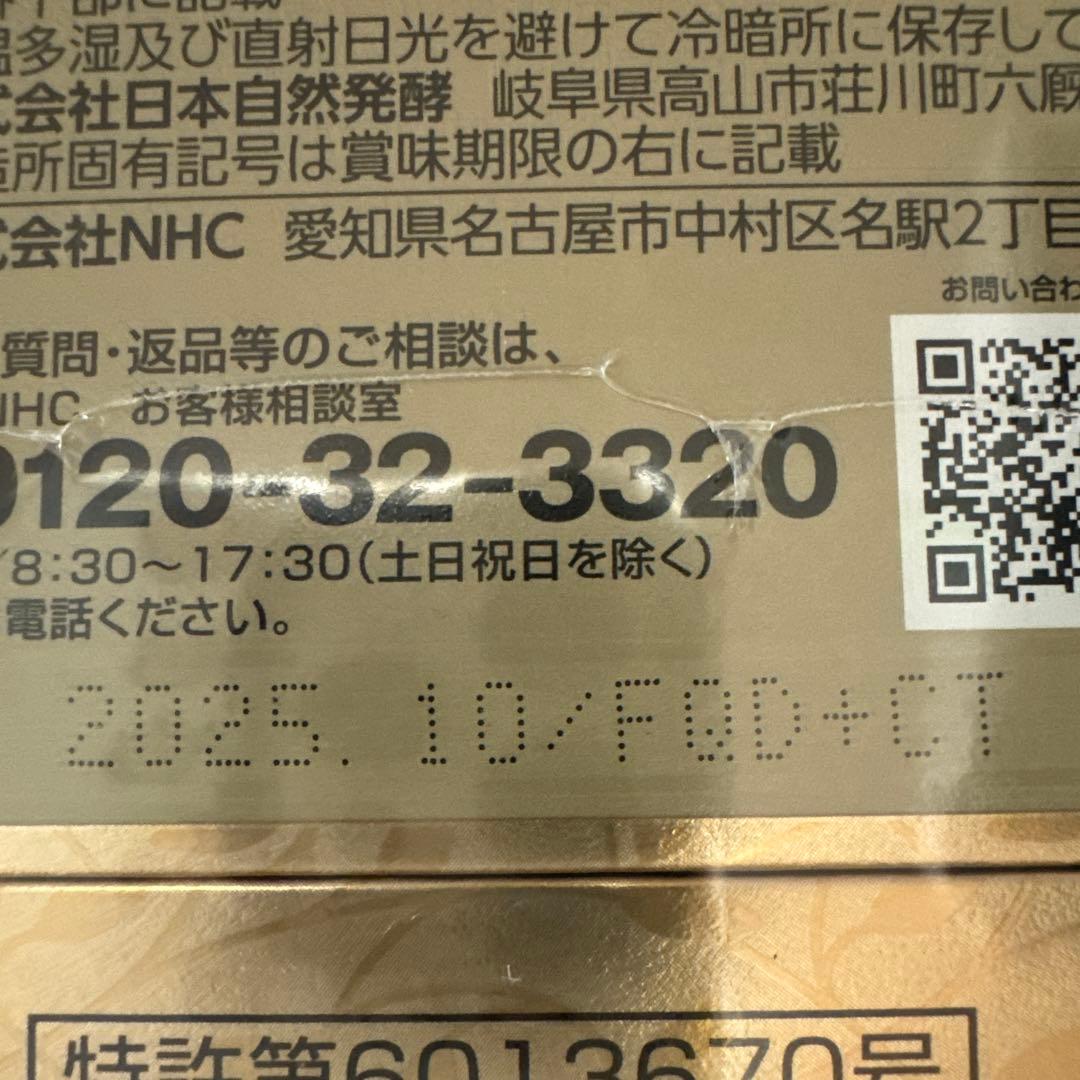 多湿及び直射日光を避けて冷暗所に保存して
会社日本自然発酵 岐阜県高山市荘川町六厩
所固有記号は賞味期限の右に記載
会社NHC 愛知県名古屋市中村区名駅2丁目
お問い合わ
質問・返品等のご相談は、
NHC お客様相談室
0120-32-3320
/8:30〜17:30(土日祝日を除く)
電話ください。
2025.10/FQD+CT
特許第6013670号